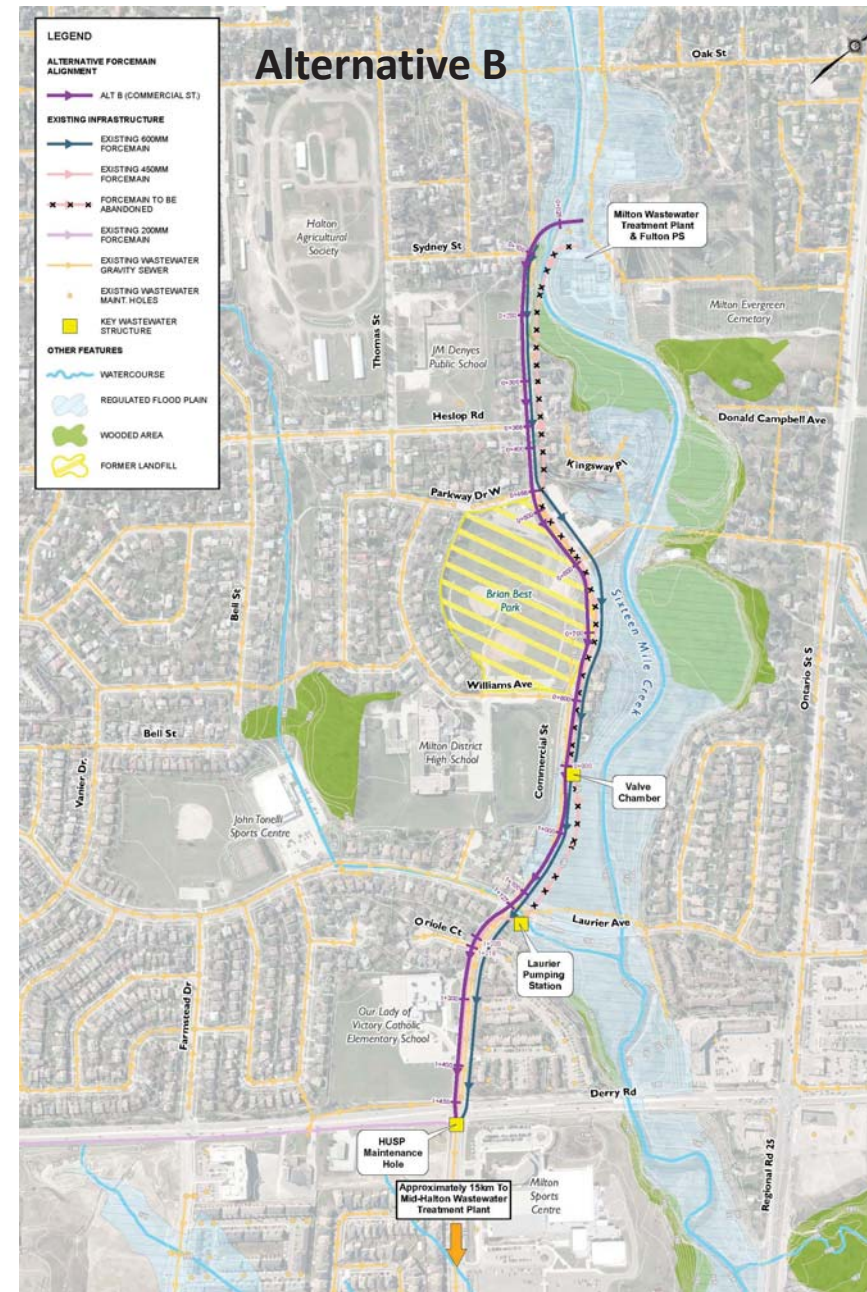 Alternative B
LEGEND
ALTERNATIVE FORCEMAIN
ALIGNMENT
ALT B (COMMERCIAL ST.)
EXISTING INFRASTRUCTURE
EXISTING 600MM
FORCEMAIN
EXISTING 450MM
FORCEMAIN
FORCEMAIN TO BE
ABANDONED
EXISTING 200MM
FORCEMAIN
EXISTING WASTEWATER
GRAVITY SEWER
EXISTING WASTEWATER
MAINT. HOLES
KEY WASTEWATER
STRUCTURE
OTHER FEATURES
WATERCOURSE
REGULATED FLOOD PLAIN
WOODED AREA
FORMER LANDFILL
Oak St
Milton Wastewater
Treatment Plant
& Fulton PS
Halton
Agricultural
Society
Sydney St
Milton Evergreen
Cemetery
Thomas St
JM Denyes
Public School
Heslop Rd
Donald Campbell Ave
Kingsway Pl
Parkway Dr W
Brian Best
Park
Bell St
Sixteen Mile Creek
Ontario St S
Williams Ave
Bell St
Milton District
High School
Commercial St
Valve
Chamber
Vanier Dr.
John Tonelli
Sports Centre
Laurier Ave
Oriole Ct
Laurier
Pumping
Station
Farmstead Dr
Our Lady of
Victory Catholic
Elementary School
1+400
Derry Rd
HUSP
Maintenance
Hole
Approximately 15km To
Mid-Halton Wastewater
Treatment Plant
Milton
Sports
Centre
Regional Rd 25